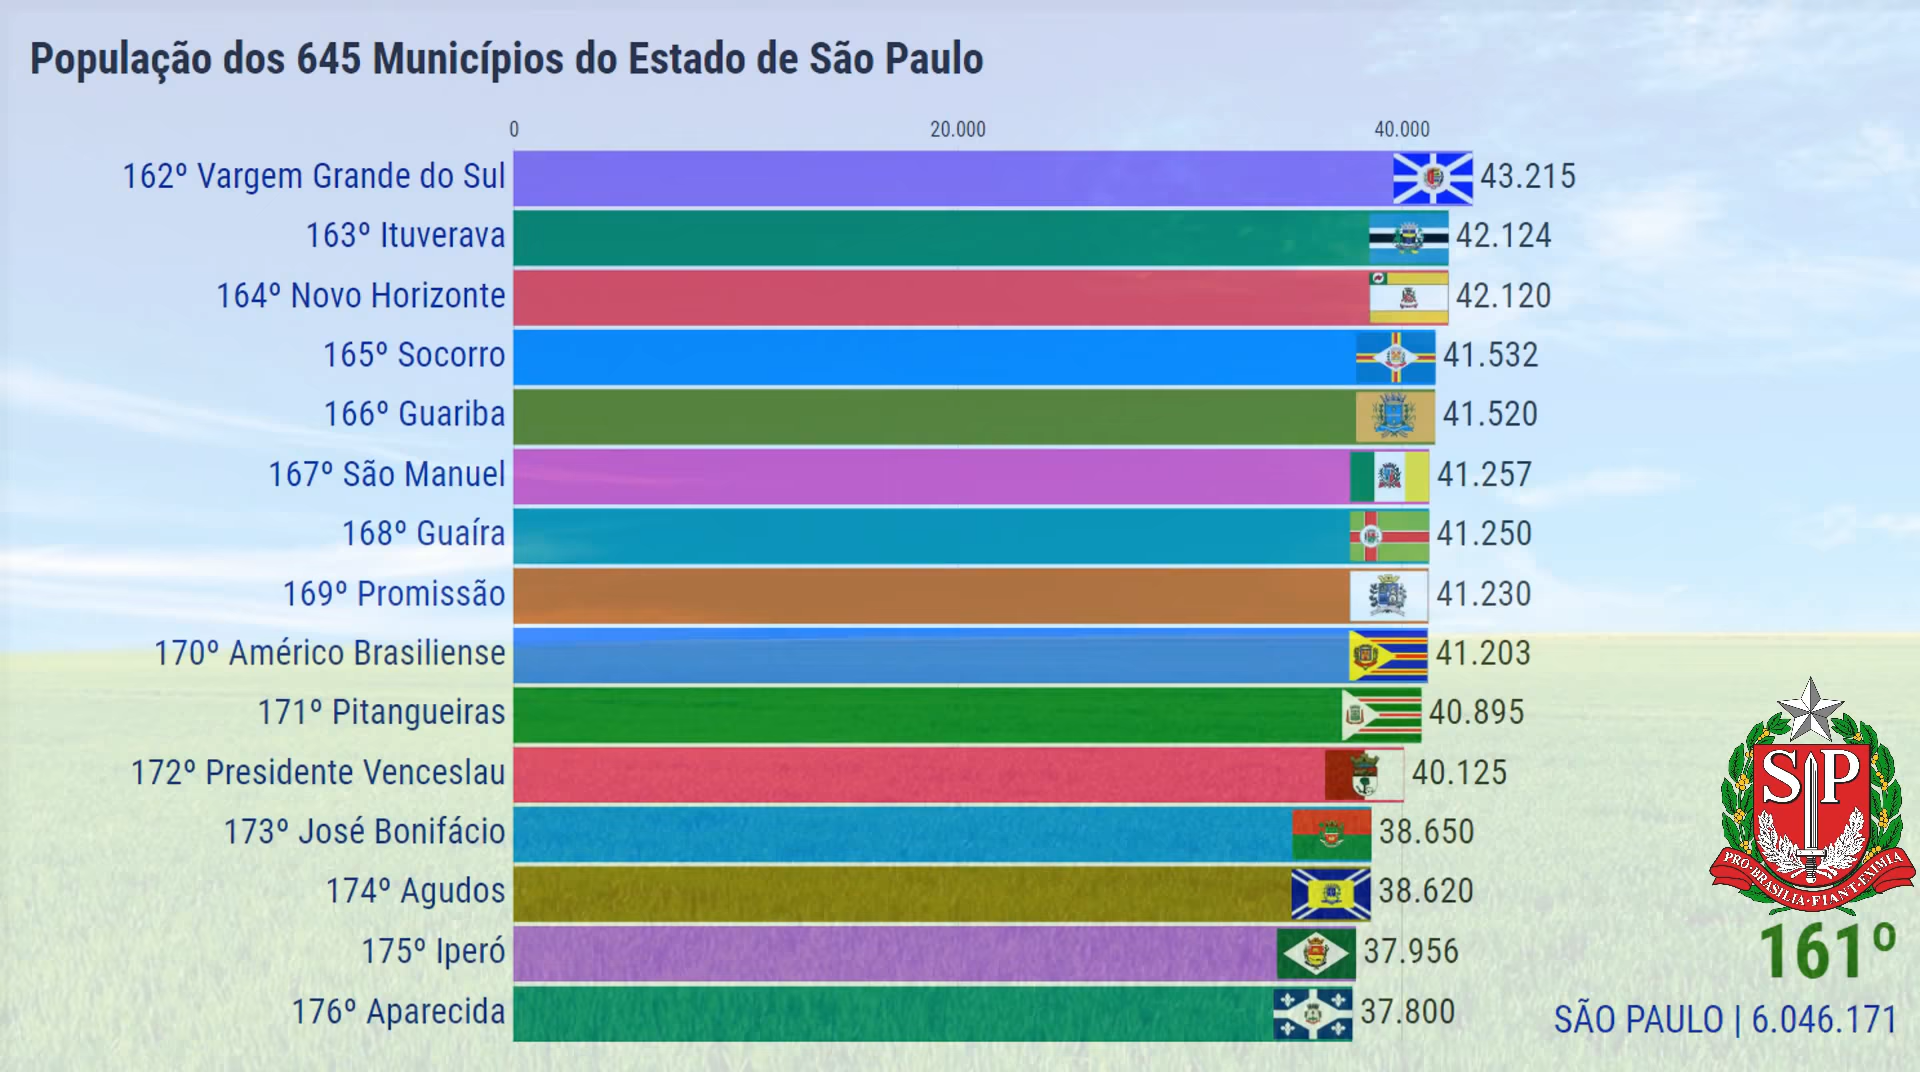 População dos 645 Municípios do Estado de São Paulo
0 20.000 40.000
162º Vargem Grande do Sul 43.215
163º Ituverava 42.124
164º Novo Horizonte 42.120
165º Socorro 41.532
166º Guariba 41.520
167º São Manuel 41.257
168º Guaíra 41.250
169º Promissão 41.230
170º Américo Brasiliense 41.203
171º Pitangueiras 40.895
172º Presidente Venceslau 40.125
173º José Bonifácio 38.650
174º Agudos 38.620
175º Iperó 37.956
176º Aparecida 37.800
SP
PRO·BRASILIA·FIANT·EXIMIA
161º
SÃO PAULO | 6.046.171